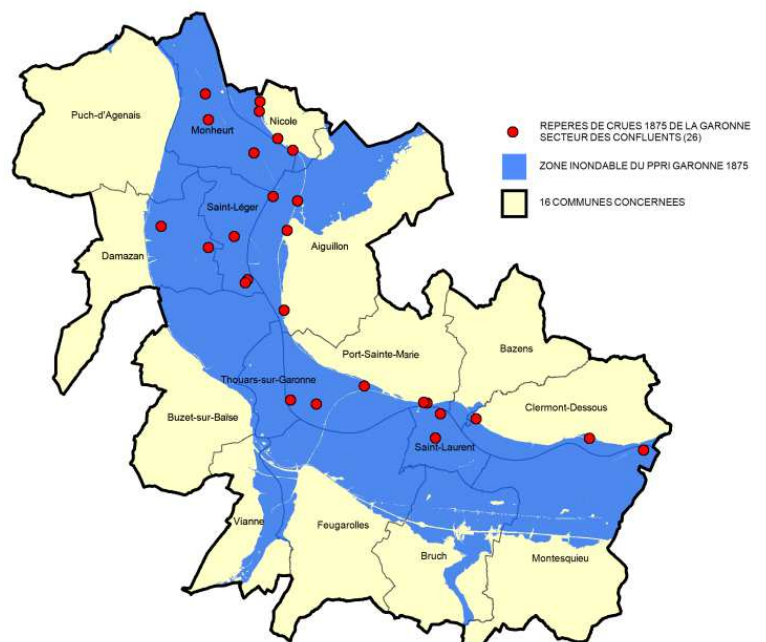 Puch-d'Agenais
Monheurt
Nicole
REPERES DE CRUES 1875 DE LA GARONNE
SECTEUR DES CONFLUENTS (26)
ZONE INONDABLE DU PPRI GARONNE 1875
16 COMMUNES CONCERNEES
Saint-Léger
Damazan
Aiguillon
Port-Sainte-Marie
Bazens
Thouars-sur-Garonne
Clermont-Dessous
Buzet-sur-Baïse
Saint-Laurent
Vianne
Feugarolles
Bruch
Montesquieu